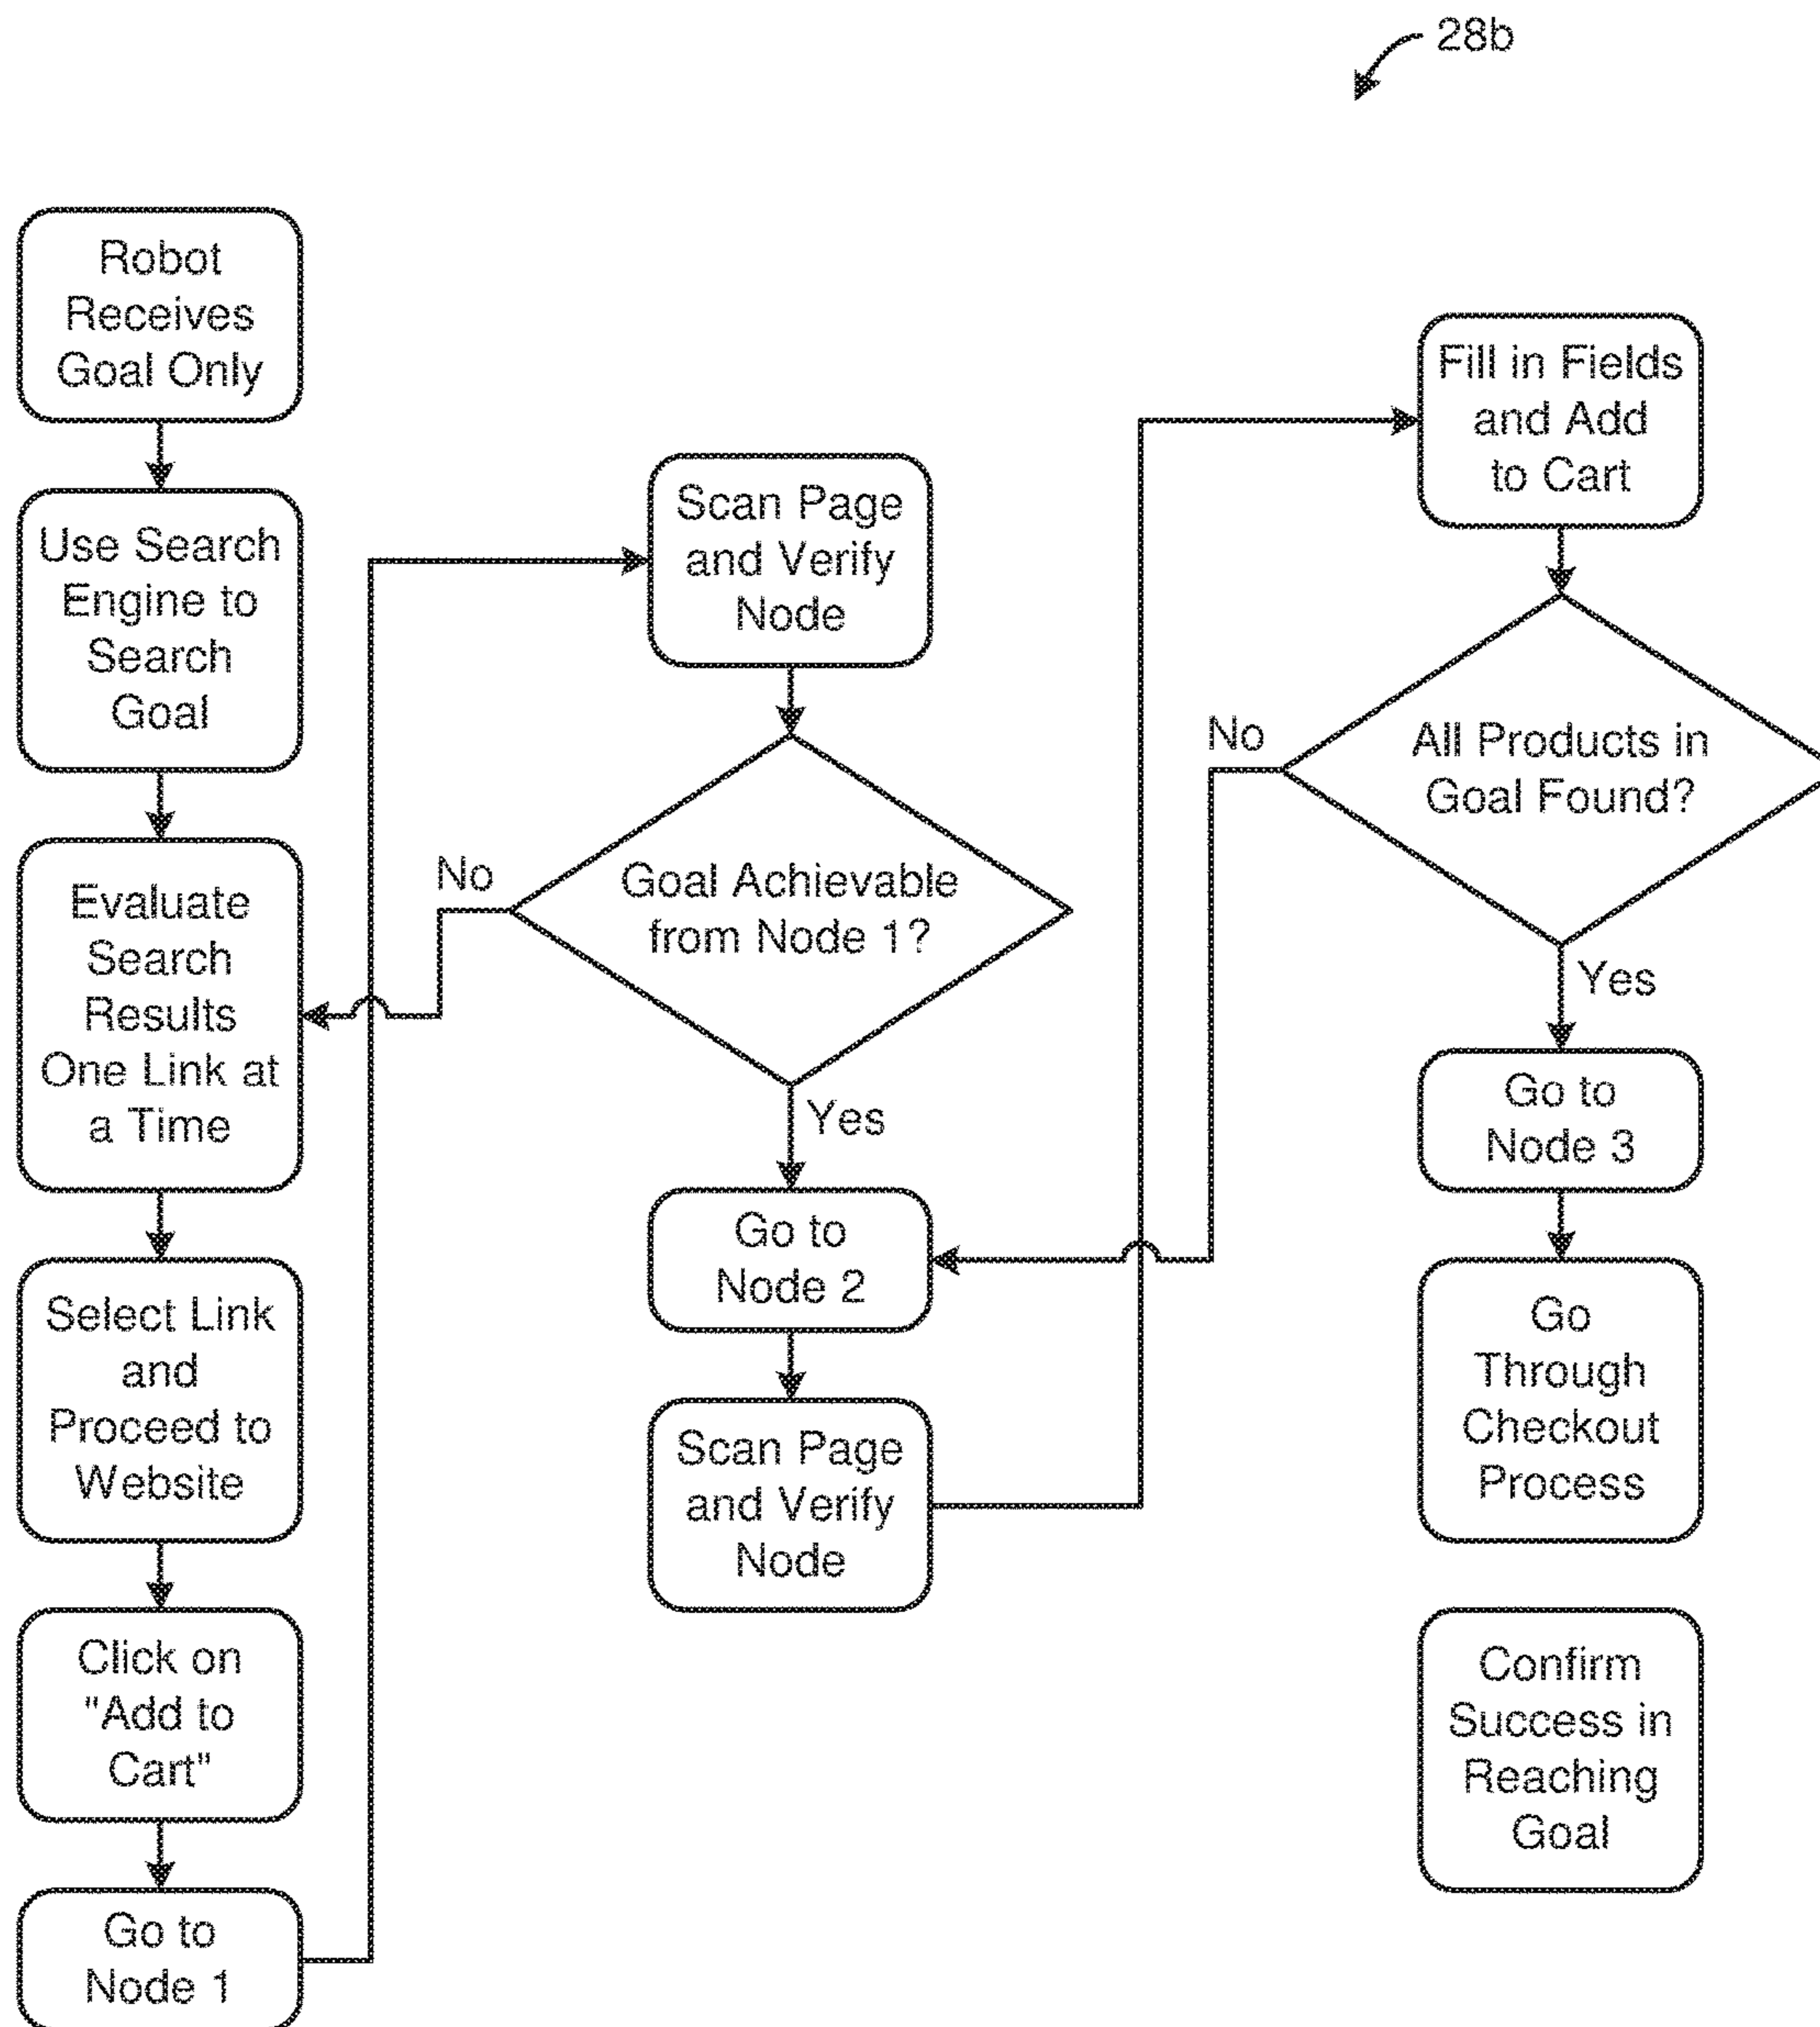 28b
Robot
Receives
Goal Only
Use Search
Engine to
Search
Goal
Evaluate
Search
Results
One Link at
a Time
Select Link
and
Proceed to
Website
Click on
"Add to
Cart"
Go to
Node 1
Scan Page
and Verify
Node
Goal Achievable
from Node 1?
No
Yes
Go to
Node 2
Scan Page
and Verify
Node
Fill in Fields
and Add
to Cart
All Products in
Goal Found?
No
Yes
Go to
Node 3
Go
Through
Checkout
Process
Confirm
Success in
Reaching
Goal